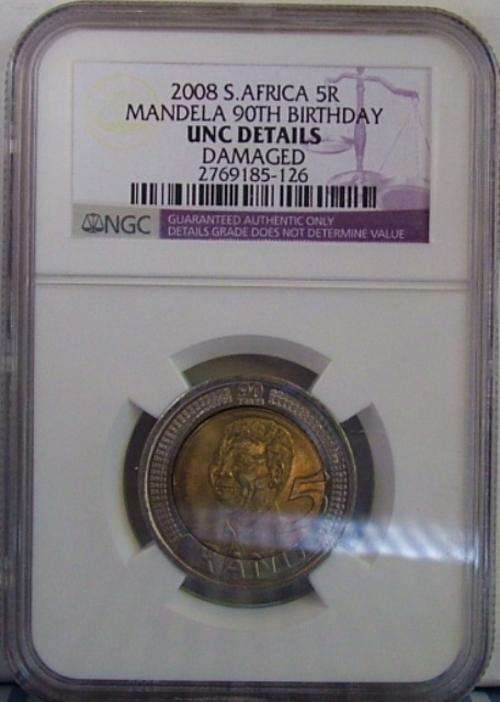 2008 S.AFRICA 5R
MANDELA 90TH BIRTHDAY
UNC DETAILS
DAMAGED
2769185-126
NGC
GUARANTEED AUTHENTIC ONLY
DETAILS GRADE DOES NOT DETERMINE VALUE
5
RAND